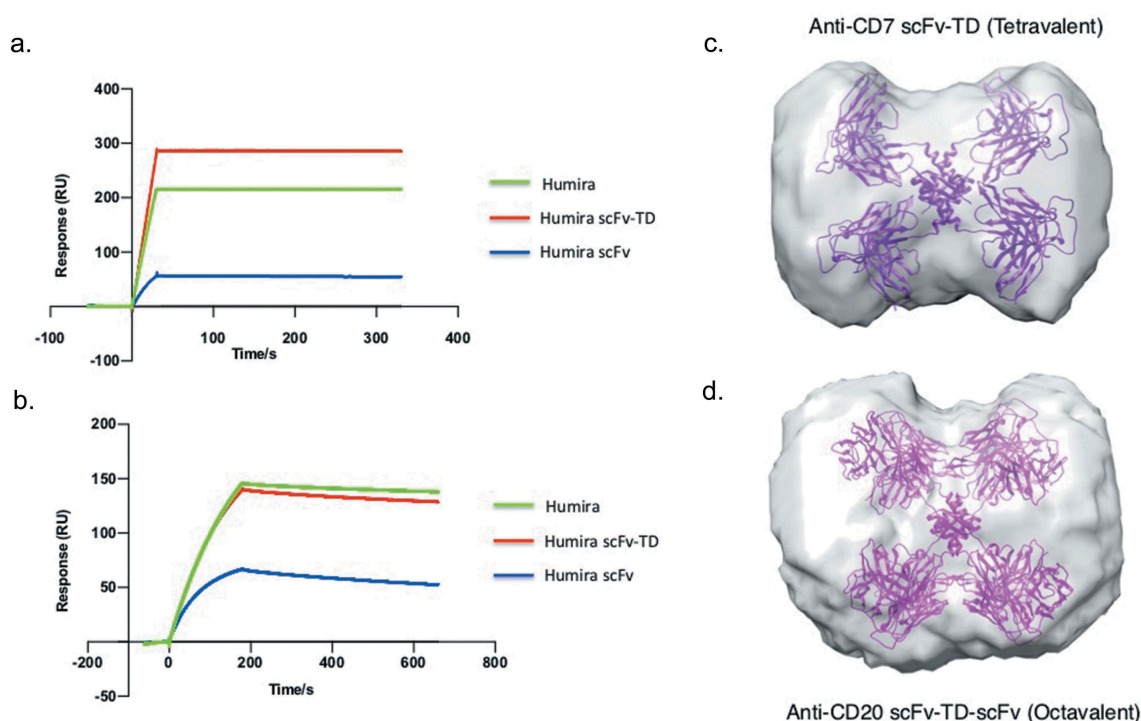 a.
400
300
200
100
-100
-100
100
200
300
400
Response (RU)
Time/s
Humira
Humira scFv-TD
Humira scFv
b.
200
150
100
50
-50
-200
0
200
400
600
800
Response (RU)
Time/s
Humira
Humira scFv-TD
Humira scFv
c.
Anti-CD7 scFv-TD (Tetravalent)
d.
Anti-CD20 scFv-TD-scFv (Octavalent)